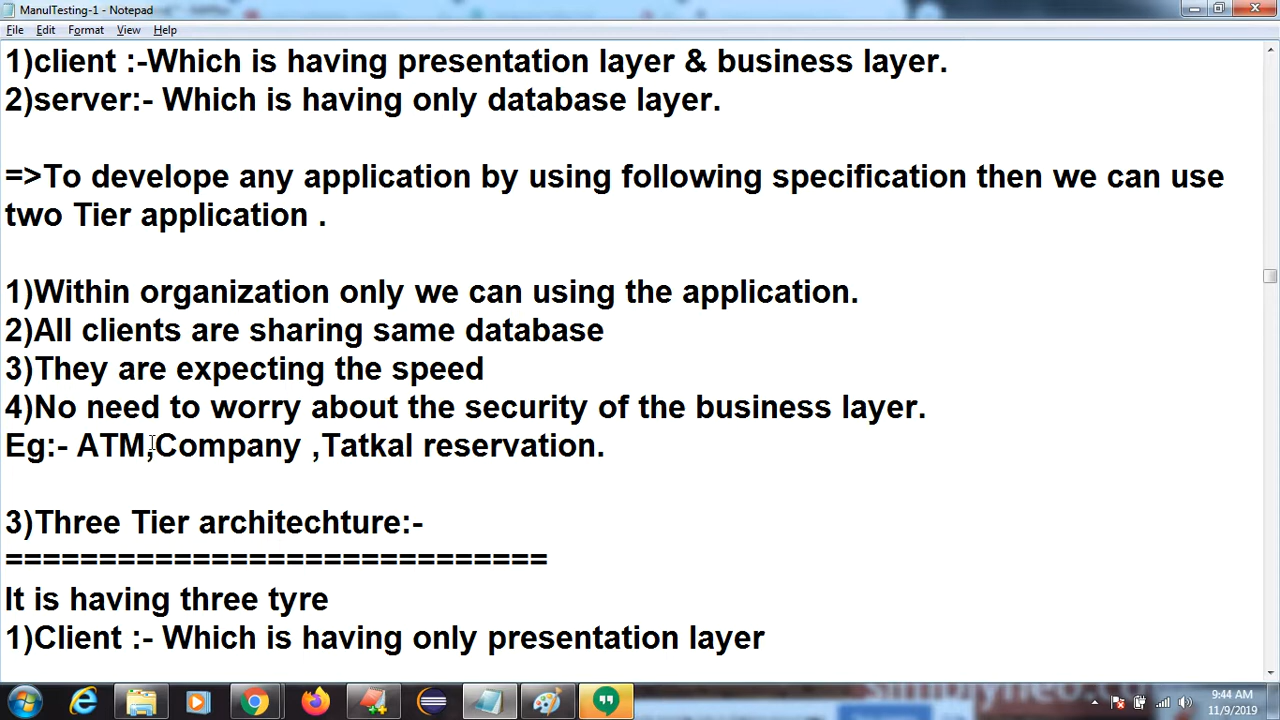 ManulTesting-1 - Notepad
File Edit Format View Help
1)client :-Which is having presentation layer & business layer.
2)server:- Which is having only database layer.
=>To develope any application by using following specification then we can use
two Tier application .
1)Within organization only we can using the application.
2)All clients are sharing same database
3)They are expecting the speed
4)No need to worry about the security of the business layer.
Eg:- ATM,Company ,Tatkal reservation.
3)Three Tier architechture:-
=============================
It is having three tyre
1)Client :- Which is having only presentation layer
9:44 AM
11/9/2019